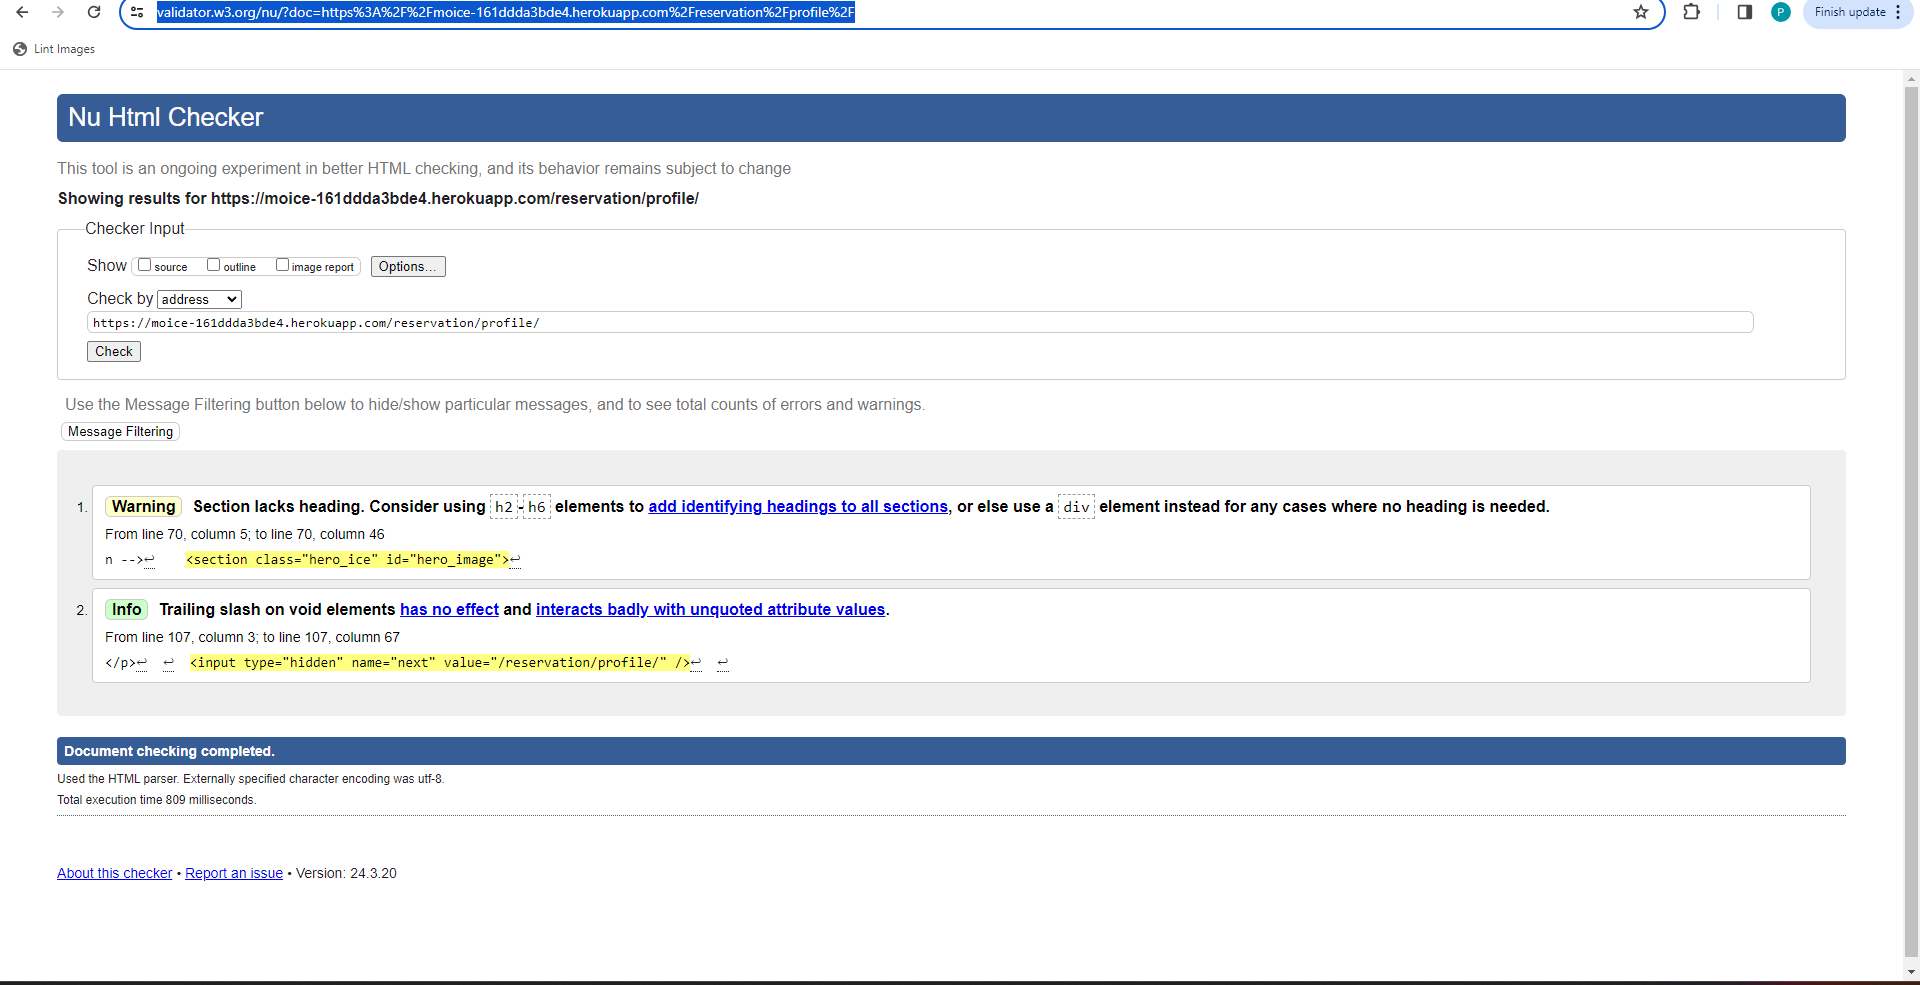 validator.w3.org/nu/?doc=https%3A%2F%2Fmoice-161ddda3bde4.herokuapp.com%2Freservation%2Fprofile%2F
P
Finish update
Lint Images
Nu Html Checker
This tool is an ongoing experiment in better HTML checking, and its behavior remains subject to change
Showing results for https://moice-161ddda3bde4.herokuapp.com/reservation/profile/
Checker Input
Show source outline image report Options...
Check by address
https://moice-161ddda3bde4.herokuapp.com/reservation/profile/
Check
Use the Message Filtering button below to hide/show particular messages, and to see total counts of errors and warnings.
Message Filtering
1. Warning Section lacks heading. Consider using h2-h6 elements to add identifying headings to all sections, or else use a div element instead for any cases where no heading is needed.
From line 70, column 5; to line 70, column 46
n -->↩ <section class="hero_ice" id="hero_image">↩
2. Info Trailing slash on void elements has no effect and interacts badly with unquoted attribute values.
From line 107, column 3; to line 107, column 67
</p>↩ ↩ <input type="hidden" name="next" value="/reservation/profile/" />↩ ↩
Document checking completed.
Used the HTML parser. Externally specified character encoding was utf-8.
Total execution time 809 milliseconds.
About this checker • Report an issue • Version: 24.3.20